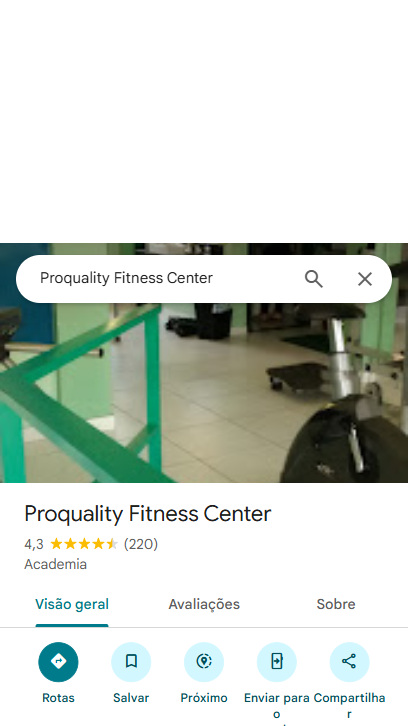 Proquality Fitness Center
Proquality Fitness Center
4,3 (220)
Academia
Visão geral Avaliações Sobre
Rotas Salvar Próximo Enviar para o Compartilhar